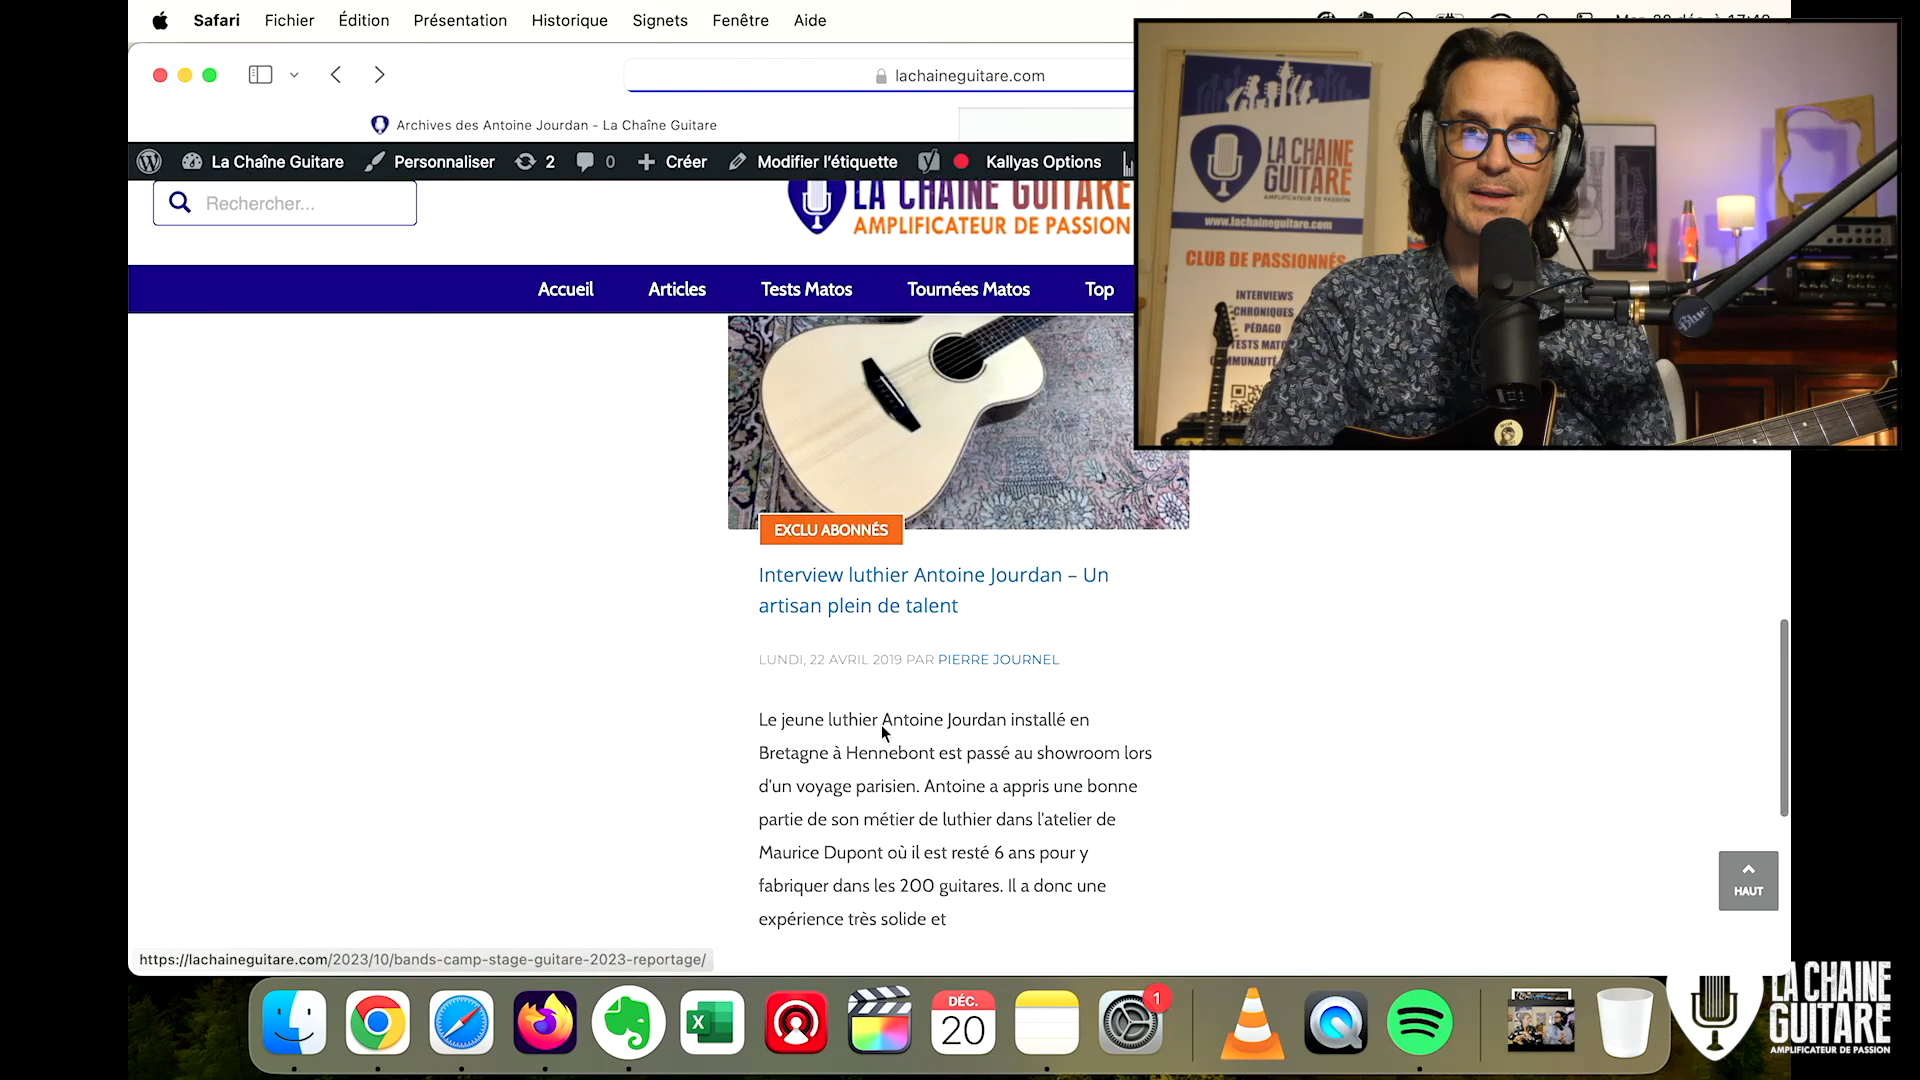 Safari Fichier Édition Présentation Historique Signets Fenêtre Aide
lachaineguitare.com
Archives des Antoine Jourdan - La Chaîne Guitare
La Chaîne Guitare Personnaliser 2 0 Créer Modifier l'étiquette Kallyas Options
Rechercher...
LA CHAINE GUITARE
AMPLIFICATEUR DE PASSION
Accueil Articles Tests Matos Tournées Matos Top
LA CHAINE
GUITARE
AMPLIFICATEUR DE PASSION
www.lachaineguitare.com
CLUB DE PASSIONNÉS
INTERVIEWS
CHRONIQUES
PÉDAGO
TESTS
Blue
EXCLU ABONNÉS
Interview luthier Antoine Jourdan – Un
artisan plein de talent
LUNDI, 22 AVRIL 2019 PAR PIERRE JOURNEL
Le jeune luthier Antoine Jourdan installé en
Bretagne à Hennebont est passé au showroom lors
d'un voyage parisien. Antoine a appris une bonne
partie de son métier de luthier dans l'atelier de
Maurice Dupont où il est resté 6 ans pour y
fabriquer dans les 200 guitares. Il a donc une
expérience très solide et
HAUT
https://lachaineguitare.com/2023/10/bands-camp-stage-guitare-2023-reportage/
X
DÉC.
20
1
LA CHAINE
GUITARE
AMPLIFICATEUR DE PASSION